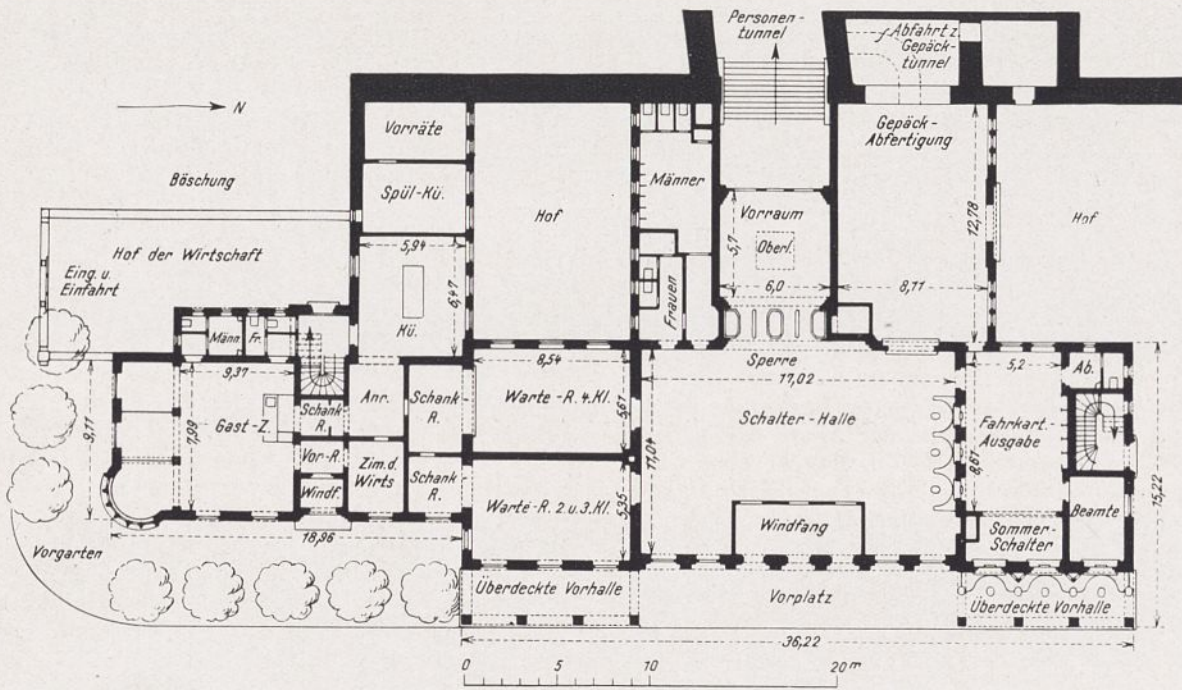 Personen-
tunnel
Abfahrt z.
Gepäck-
tunnel
N
Vorräte
Gepäck-
Abfertigung
Böschung
Spül-Kü.
Männer
Hof
Vorraum
12,78
Hof
Hof der Wirtschaft
5,94
5,7
Oberl.
Eing. u.
Einfahrt
6,47
6,0
8,71
Frauen
Männ.
Fr.
Kü.
Sperre
9,37
8,54
17,02
5,2
Ab.
Schank-
R.
Anr.
Schank-
R.
Warte-R. 4. Kl.
5,61
Schalter-Halle
Fahrkart.
Ausgabe
9,71
7,99
Gast-Z.
11,04
8,61
15,22
Vor-R.
Zim. d.
Wirts
Schank-
R.
Warte-R. 2 u. 3. Kl.
5,35
Windf.
Windfang
Sommer-
Schalter
Beamte
18,96
Vorgarten
Überdeckte Vorhalle
Vorplatz
Überdeckte Vorhalle
36,22
0 5 10 20 m